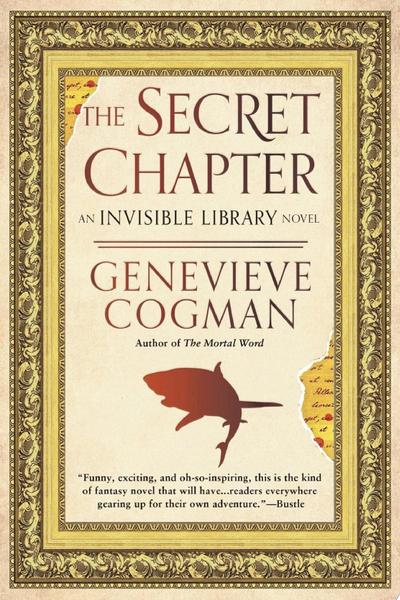 THE SECRET
CHAPTER
AN INVISIBLE LIBRARY NOVEL
GENEVIEVE
COGMAN
Author of The Mortal Word
“Funny, exciting, and oh-so-inspiring, this is the kind
of fantasy novel that will have...readers everywhere
gearing up for their own adventure.”—Bustle